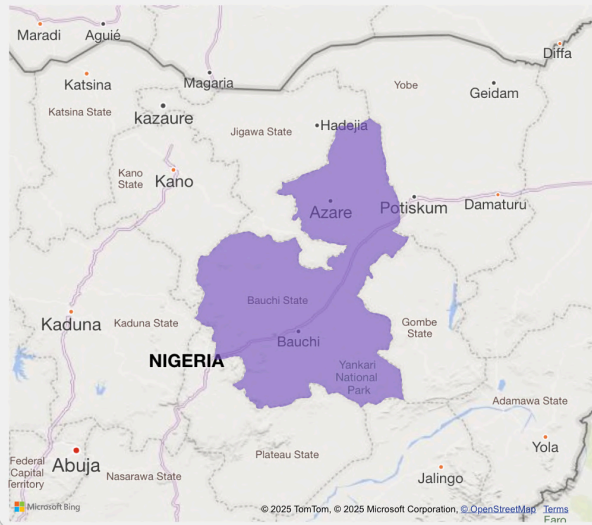 Maradi
Aguié
Diffa
Katsina
Magaria
Yobe
Geidam
Katsina State
kazaure
Jigawa State
Hadejia
Kano
State
Kano
Azare
Potiskum
Damaturu
Bauchi State
Kaduna
Kaduna State
Gombe
State
Bauchi
NIGERIA
Yankari
National
Park
Adamawa State
Federal
Capital
Territory
Abuja
Plateau State
Yola
Nasarawa State
Jalingo
Microsoft Bing
© 2025 TomTom, © 2025 Microsoft Corporation, © OpenStreetMap Terms
Faro